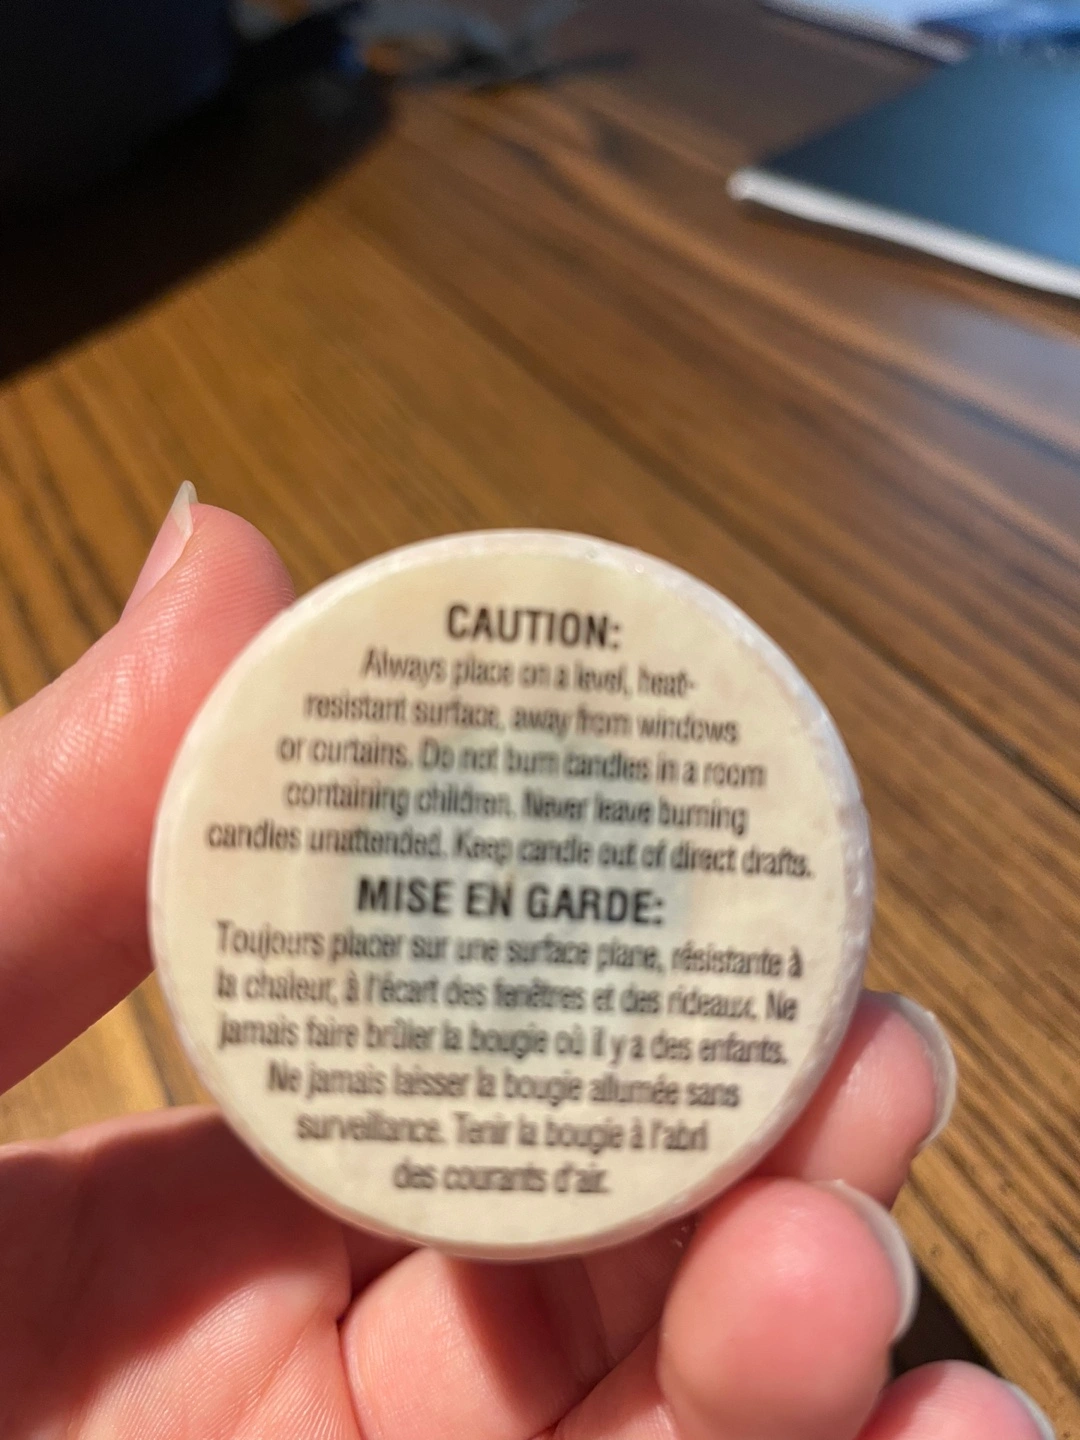 CAUTION:
Always place on a level, heat-
resistant surface, away from windows
or curtains. Do not burn candles in a room
containing children. Never leave burning
candles unattended. Keep candle out of direct drafts.
MISE EN GARDE:
Toujours placer sur une surface plane, résistante à
la chaleur, à l'écart des fenêtres et des rideaux. Ne
jamais faire brûler la bougie où il y a des enfants.
Ne jamais laisser la bougie allumée sans
surveillance. Tenir la bougie à l'abri
des courants d'air.